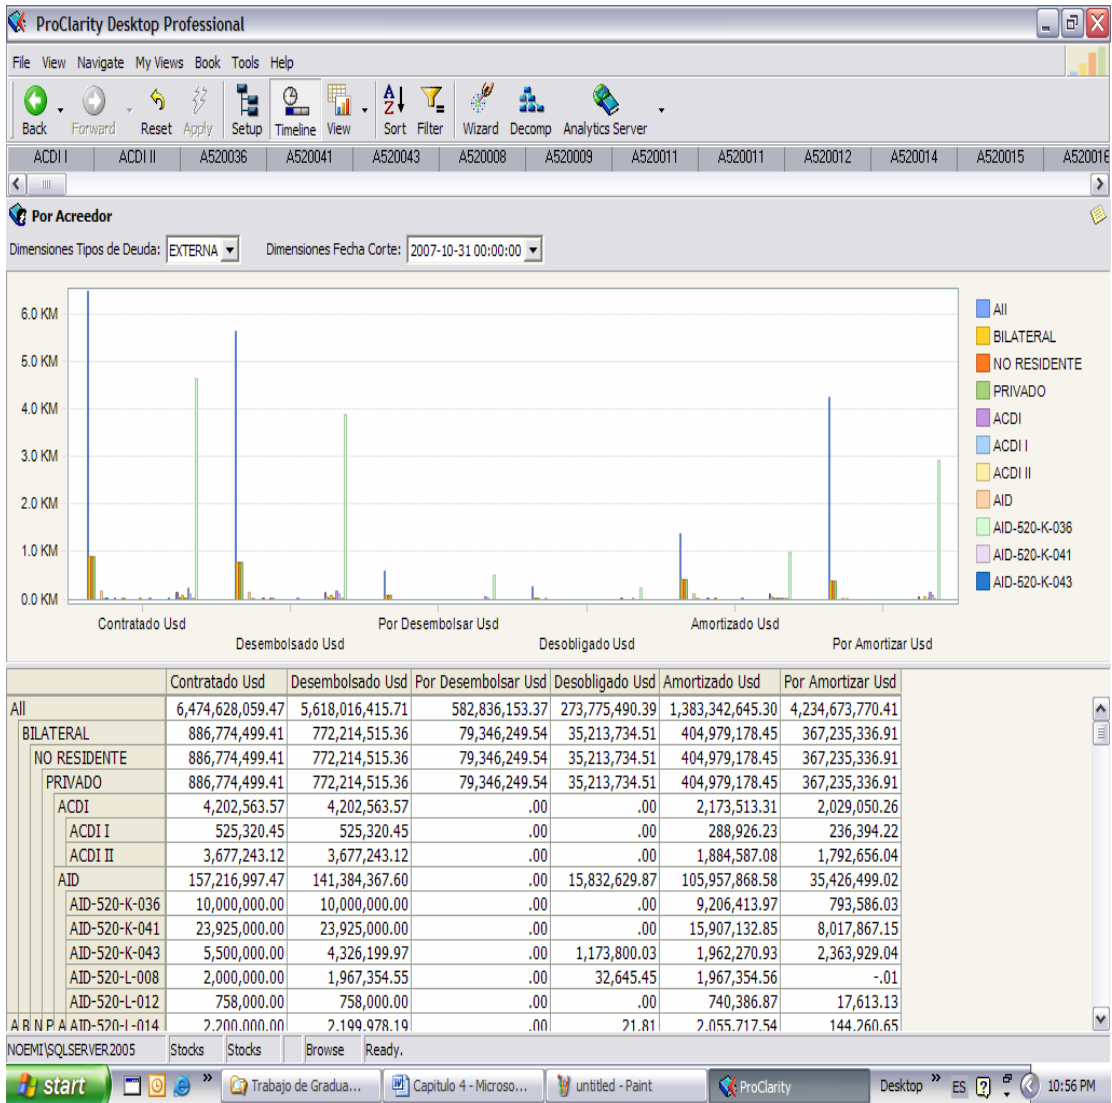 ProClarity Desktop Professional
File View Navigate My Views Book Tools Help
Back Forward Reset Apply Setup Timeline View Sort Filter Wizard Decomp Analytics Server
ACDI I ACDI II A520036 A520041 A520043 A520008 A520009 A520011 A520011 A520012 A520014 A520015 A520016
Por Acreedor
Dimensiones Tipos de Deuda: EXTERNA Dimensiones Fecha Corte: 2007-10-31 00:00:00
6.0 KM
5.0 KM
4.0 KM
3.0 KM
2.0 KM
1.0 KM
0.0 KM
Contratado Usd Por Desembolsar Usd Amortizado Usd
Desembolsado Usd Desobligado Usd Por Amortizar Usd
All
BILATERAL
NO RESIDENTE
PRIVADO
ACDI
ACDI I
ACDI II
AID
AID-520-K-036
AID-520-K-041
AID-520-K-043
Contratado Usd Desembolsado Usd Por Desembolsar Usd Desobligado Usd Amortizado Usd Por Amortizar Usd
All 6,474,628,059.47 5,618,016,415.71 582,836,153.37 273,775,490.39 1,383,342,645.30 4,234,673,770.41
BILATERAL 886,774,499.41 772,214,515.36 79,346,249.54 35,213,734.51 404,979,178.45 367,235,336.91
NO RESIDENTE 886,774,499.41 772,214,515.36 79,346,249.54 35,213,734.51 404,979,178.45 367,235,336.91
PRIVADO 886,774,499.41 772,214,515.36 79,346,249.54 35,213,734.51 404,979,178.45 367,235,336.91
ACDI 4,202,563.57 4,202,563.57 .00 .00 2,173,513.31 2,029,050.26
ACDI I 525,320.45 525,320.45 .00 .00 288,926.23 236,394.22
ACDI II 3,677,243.12 3,677,243.12 .00 .00 1,884,587.08 1,792,656.04
AID 157,216,997.47 141,384,367.60 .00 15,832,629.87 105,957,868.58 35,426,499.02
AID-520-K-036 10,000,000.00 10,000,000.00 .00 .00 9,206,413.97 793,586.03
AID-520-K-041 23,925,000.00 23,925,000.00 .00 .00 15,907,132.85 8,017,867.15
AID-520-K-043 5,500,000.00 4,326,199.97 .00 1,173,800.03 1,962,270.93 2,363,929.04
AID-520-L-008 2,000,000.00 1,967,354.55 .00 32,645.45 1,967,354.56 -.01
AID-520-L-012 758,000.00 758,000.00 .00 .00 740,386.87 17,613.13
A B N P A AID-520-L-014 2,200,000.00 2,199,978.19 .00 21.81 2,055,717.54 144,260.65
NOEMI\SQLSERVER2005 Stocks Stocks Browse Ready.
start » Trabajo de Gradua... Capitulo 4 - Microso... untitled - Paint ProClarity Desktop » ES 10:56 PM